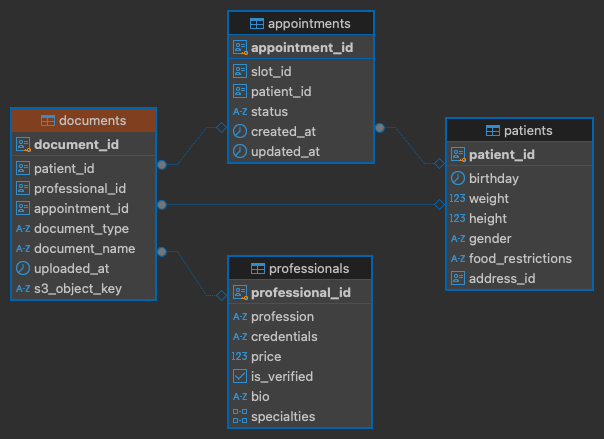 appointments
appointment_id
slot_id
patient_id
A-Z status
created_at
updated_at
documents
document_id
patient_id
professional_id
appointment_id
A-Z document_type
A-Z document_name
uploaded_at
A-Z s3_object_key
patients
patient_id
birthday
123 weight
123 height
A-Z gender
A-Z food_restrictions
address_id
professionals
professional_id
A-Z profession
A-Z credentials
123 price
is_verified
A-Z bio
specialties